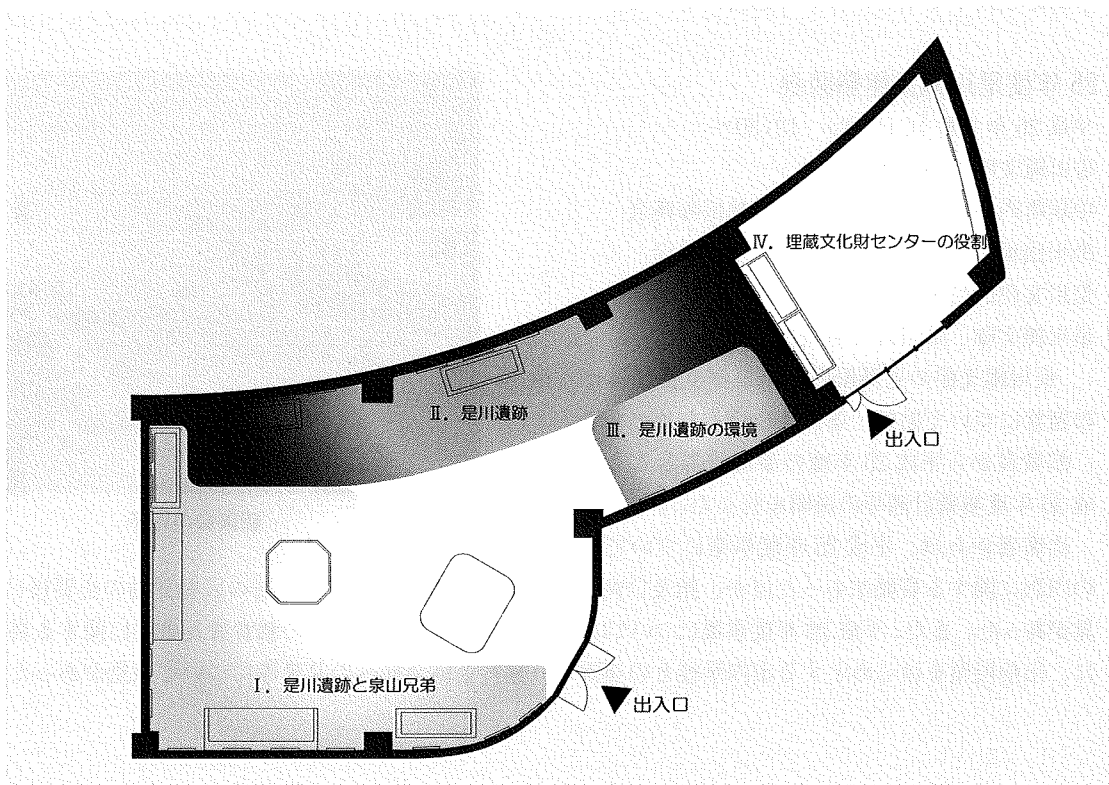 Ⅳ．埋蔵文化財センターの役割
Ⅱ．是川遺跡
Ⅲ．是川遺跡の環境
出入口
Ⅰ．是川遺跡と泉山兄弟
出入口